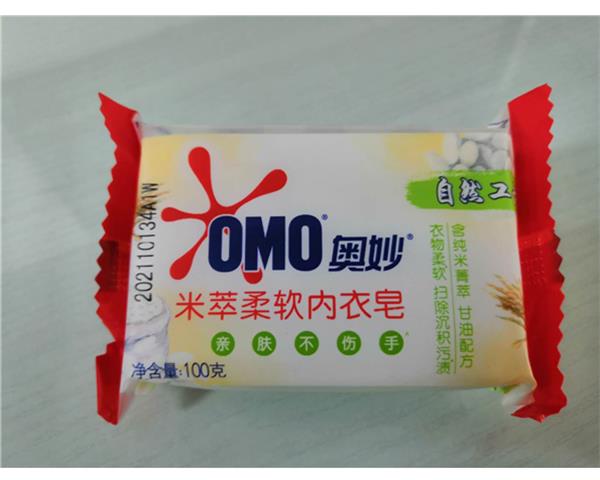 自然工
OMO® 奥妙®
米萃柔软内衣皂
亲肤不伤手^
净含量:100克
含纯米菁萃 甘油配方
衣物柔软 扫除沉积污渍
202110134A1W